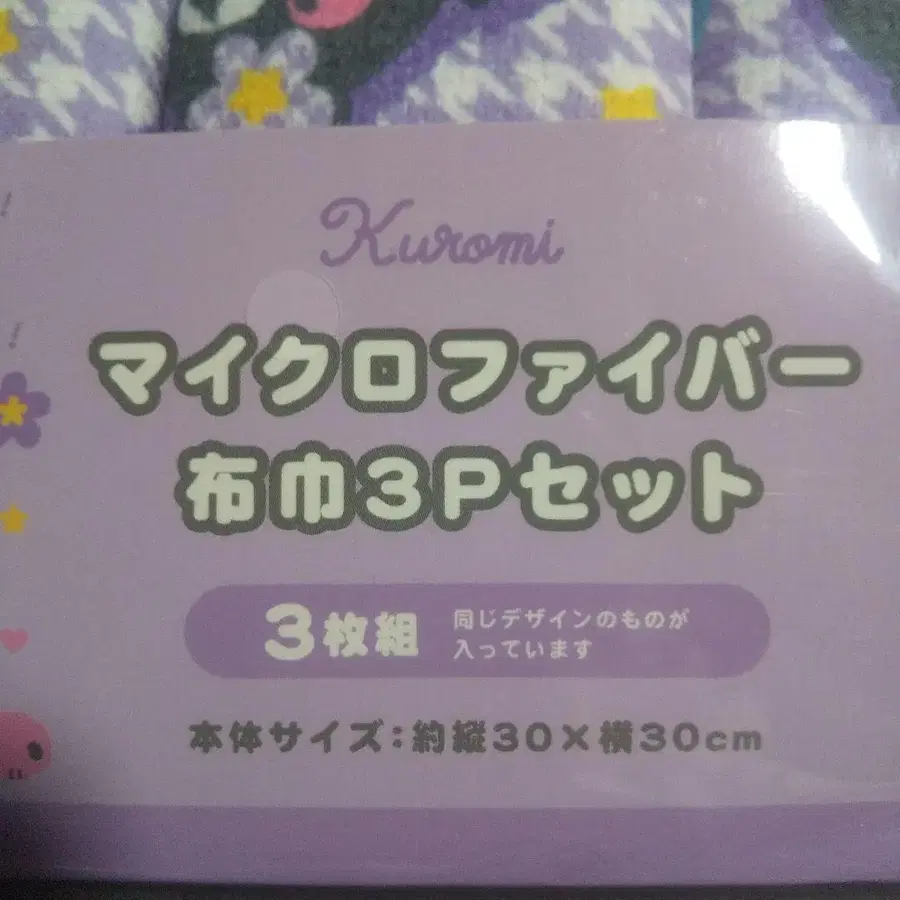 Kuromi
マイクロファイバー
布巾3Pセット
3枚組
同じデザインのものが
入っています
本体サイズ:約縦30×横30cm